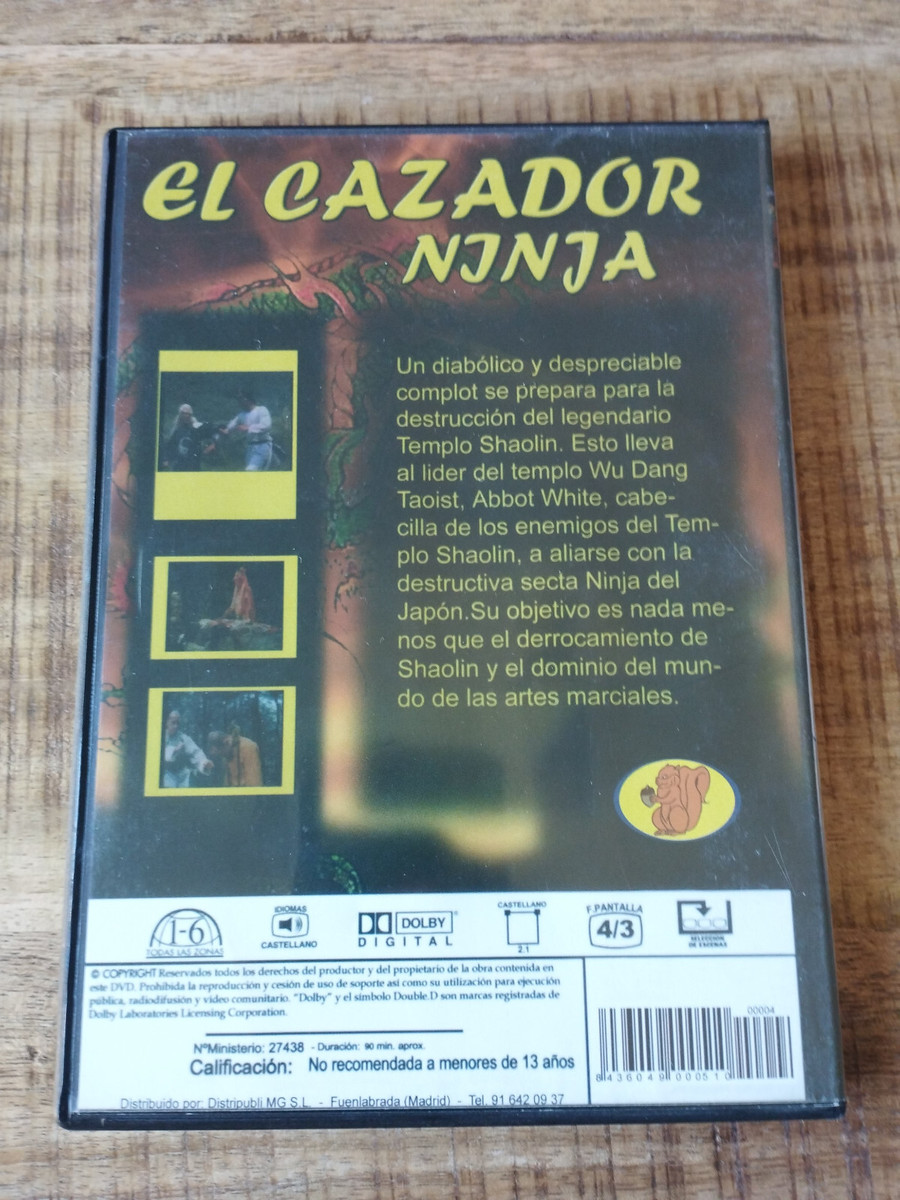 EL CAZADOR
NINJA
Un diabólico y despreciable
complot se prepara para la
destrucción del legendario
Templo Shaolin. Esto lleva
al lider del templo Wu Dang
Taoist, Abbot White, cabe-
cilla de los enemigos del Tem-
plo Shaolin, a aliarse con la
destructiva secta Ninja del
Japón.Su objetivo es nada me-
nos que el derrocamiento de
Shaolin y el dominio del mun-
do de las artes marciales.
1-6
TODAS LAS ZONAS
IDIOMAS
CASTELLANO
DOLBY
DIGITAL
CASTELLANO
2.1
F.PANTALLA
4/3
SELECCION
DE ESCENAS
© COPYRIGHT Reservados todos los derechos del productor y del propietario de la obra contenida en
este DVD. Prohibida la reproducción y cesión de uso de soporte asi como su utilización para ejecución
pública, radiodifusión y vídeo comunitario. "Dolby" y el símbolo Double.D son marcas registradas de
Dolby Laboratories Licensing Corporation.
NºMinisterio: 27438 - Duración: 90 min. aprox.
Calificación: No recomendada a menores de 13 años
Distribuido por: Distripubli MG S.L. - Fuenlabrada (Madrid) - Tel. 91 642 09 37
00004
8 436049 000510